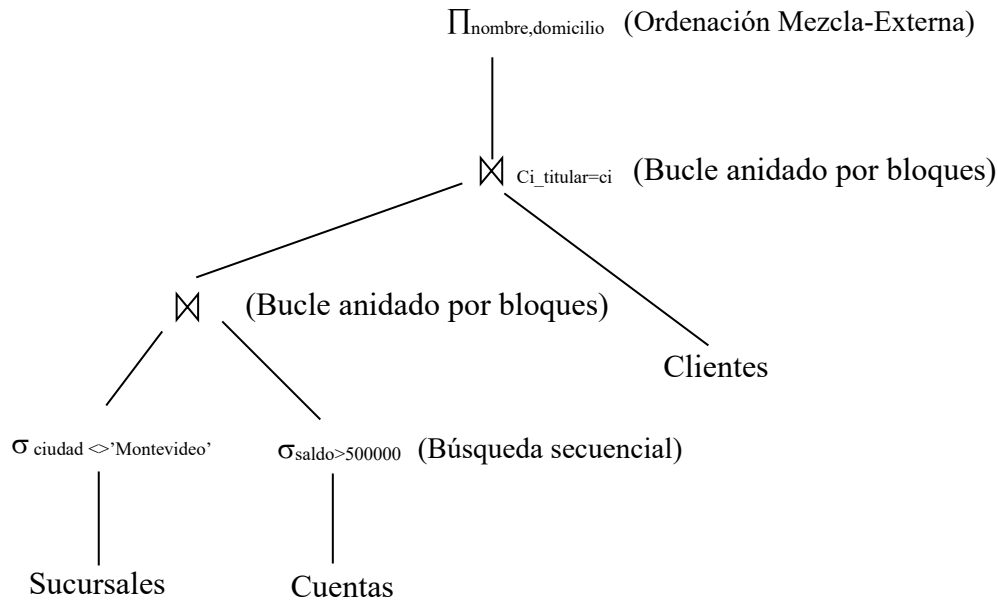 ∏nombre,domicilio (Ordenación Mezcla-Externa)
⋈ Ci_titular=ci (Bucle anidado por bloques)
⋈ (Bucle anidado por bloques)
Clientes
σ ciudad <>’Montevideo’ σsaldo>500000 (Búsqueda secuencial)
Sucursales Cuentas